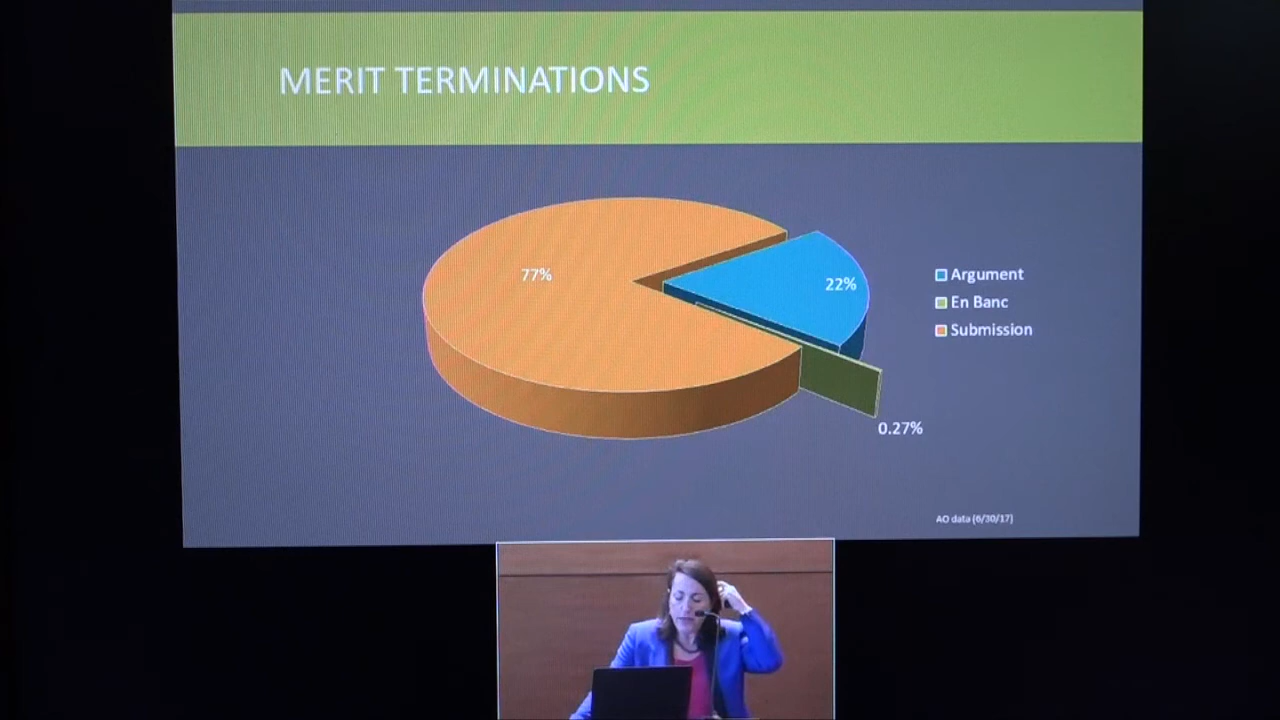 MERIT TERMINATIONS
77%
22%
0.27%
Argument
En Banc
Submission
AO data (6/30/17)